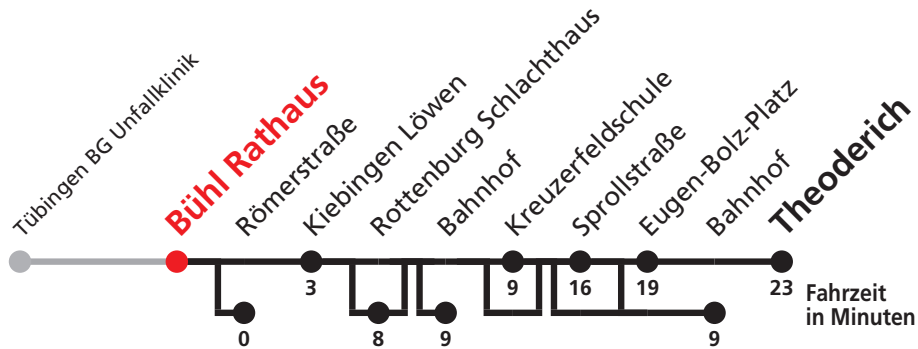 Tübingen BG Unfallklinik
Bühl Rathaus
Römerstraße
Kiebingen Löwen
Rottenburg Schlachthaus
Bahnhof
Kreuzerfeldschule
Sprollstraße
Eugen-Bolz-Platz
Bahnhof
Theoderich
3
9
16
19
23
Fahrzeit
in Minuten
0
8
9
9